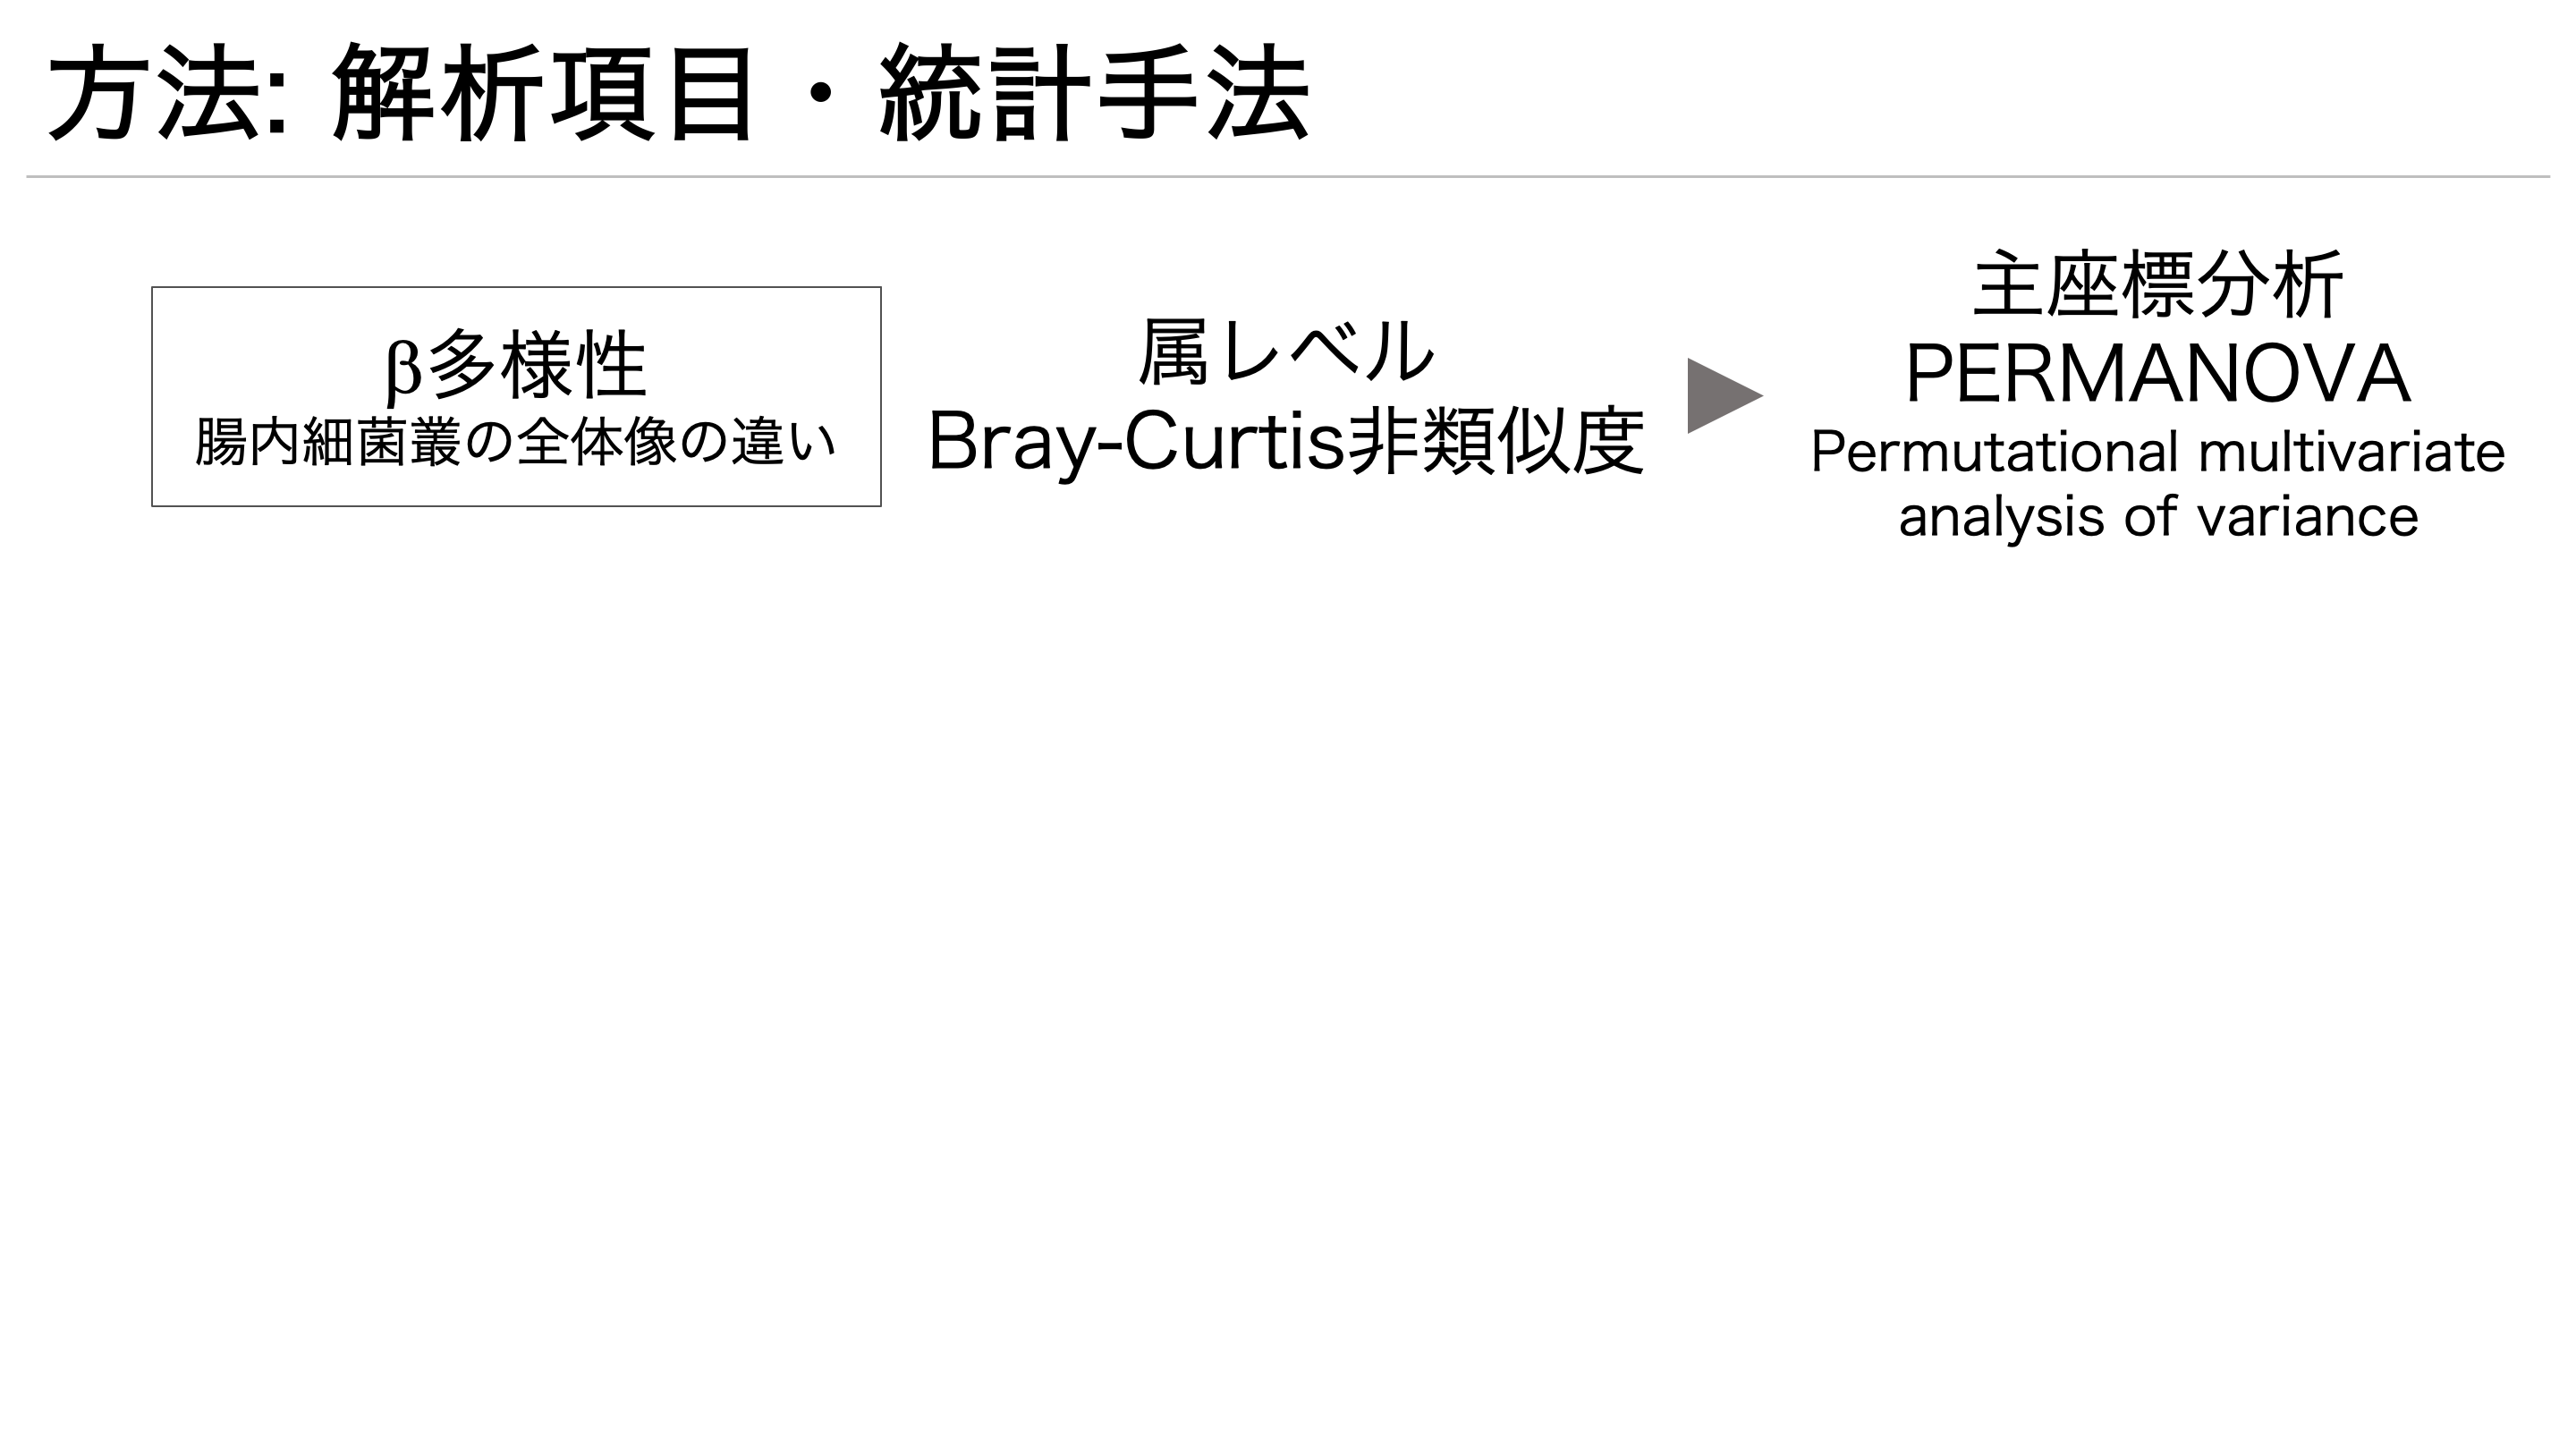 方法: 解析項目・統計手法
β多様性
腸内細菌叢の全体像の違い
属レベル
Bray-Curtis非類似度
主座標分析
PERMANOVA
Permutational multivariate
analysis of variance